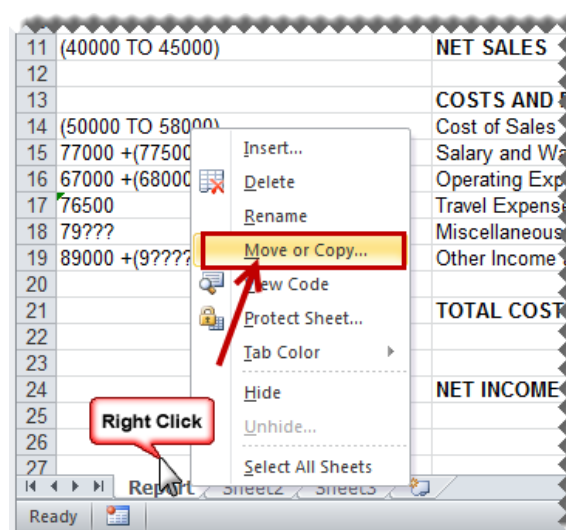 11 (40000 TO 45000) NET SALES
12
13 COSTS AND
14 (50000 TO 58000) Cost of Sales
15 77000 +(77500 Salary and Wa
16 67000 +(68000 Operating Exp
17 76500 Travel Expens
18 79??? Miscellaneous
19 89000 +(9???? Other Income
20
21 TOTAL COST
22
23
24 NET INCOME
25
26
27
Insert...
Delete
Rename
Move or Copy...
View Code
Protect Sheet...
Tab Color
Hide
Unhide...
Select All Sheets
Right Click
Report Sheet2 Sheet3
Ready